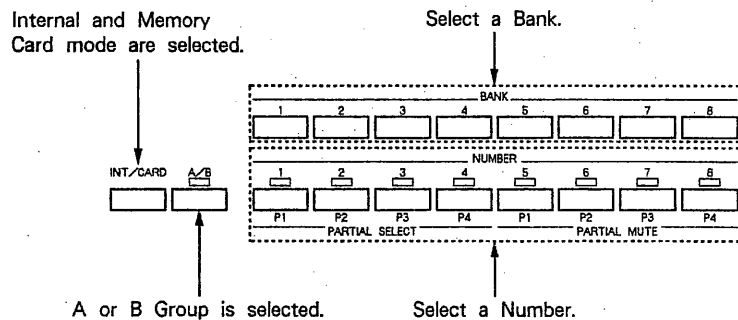 Internal and Memory
Card mode are selected.
Select a Bank.
BANK
1 2 3 4 5 6 7 8
NUMBER
INT/CARD A/B 1 2 3 4 5 6 7 8
P1 P2 P3 P4 P1 P2 P3 P4
PARTIAL SELECT PARTIAL MUTE
A or B Group is selected.
Select a Number.